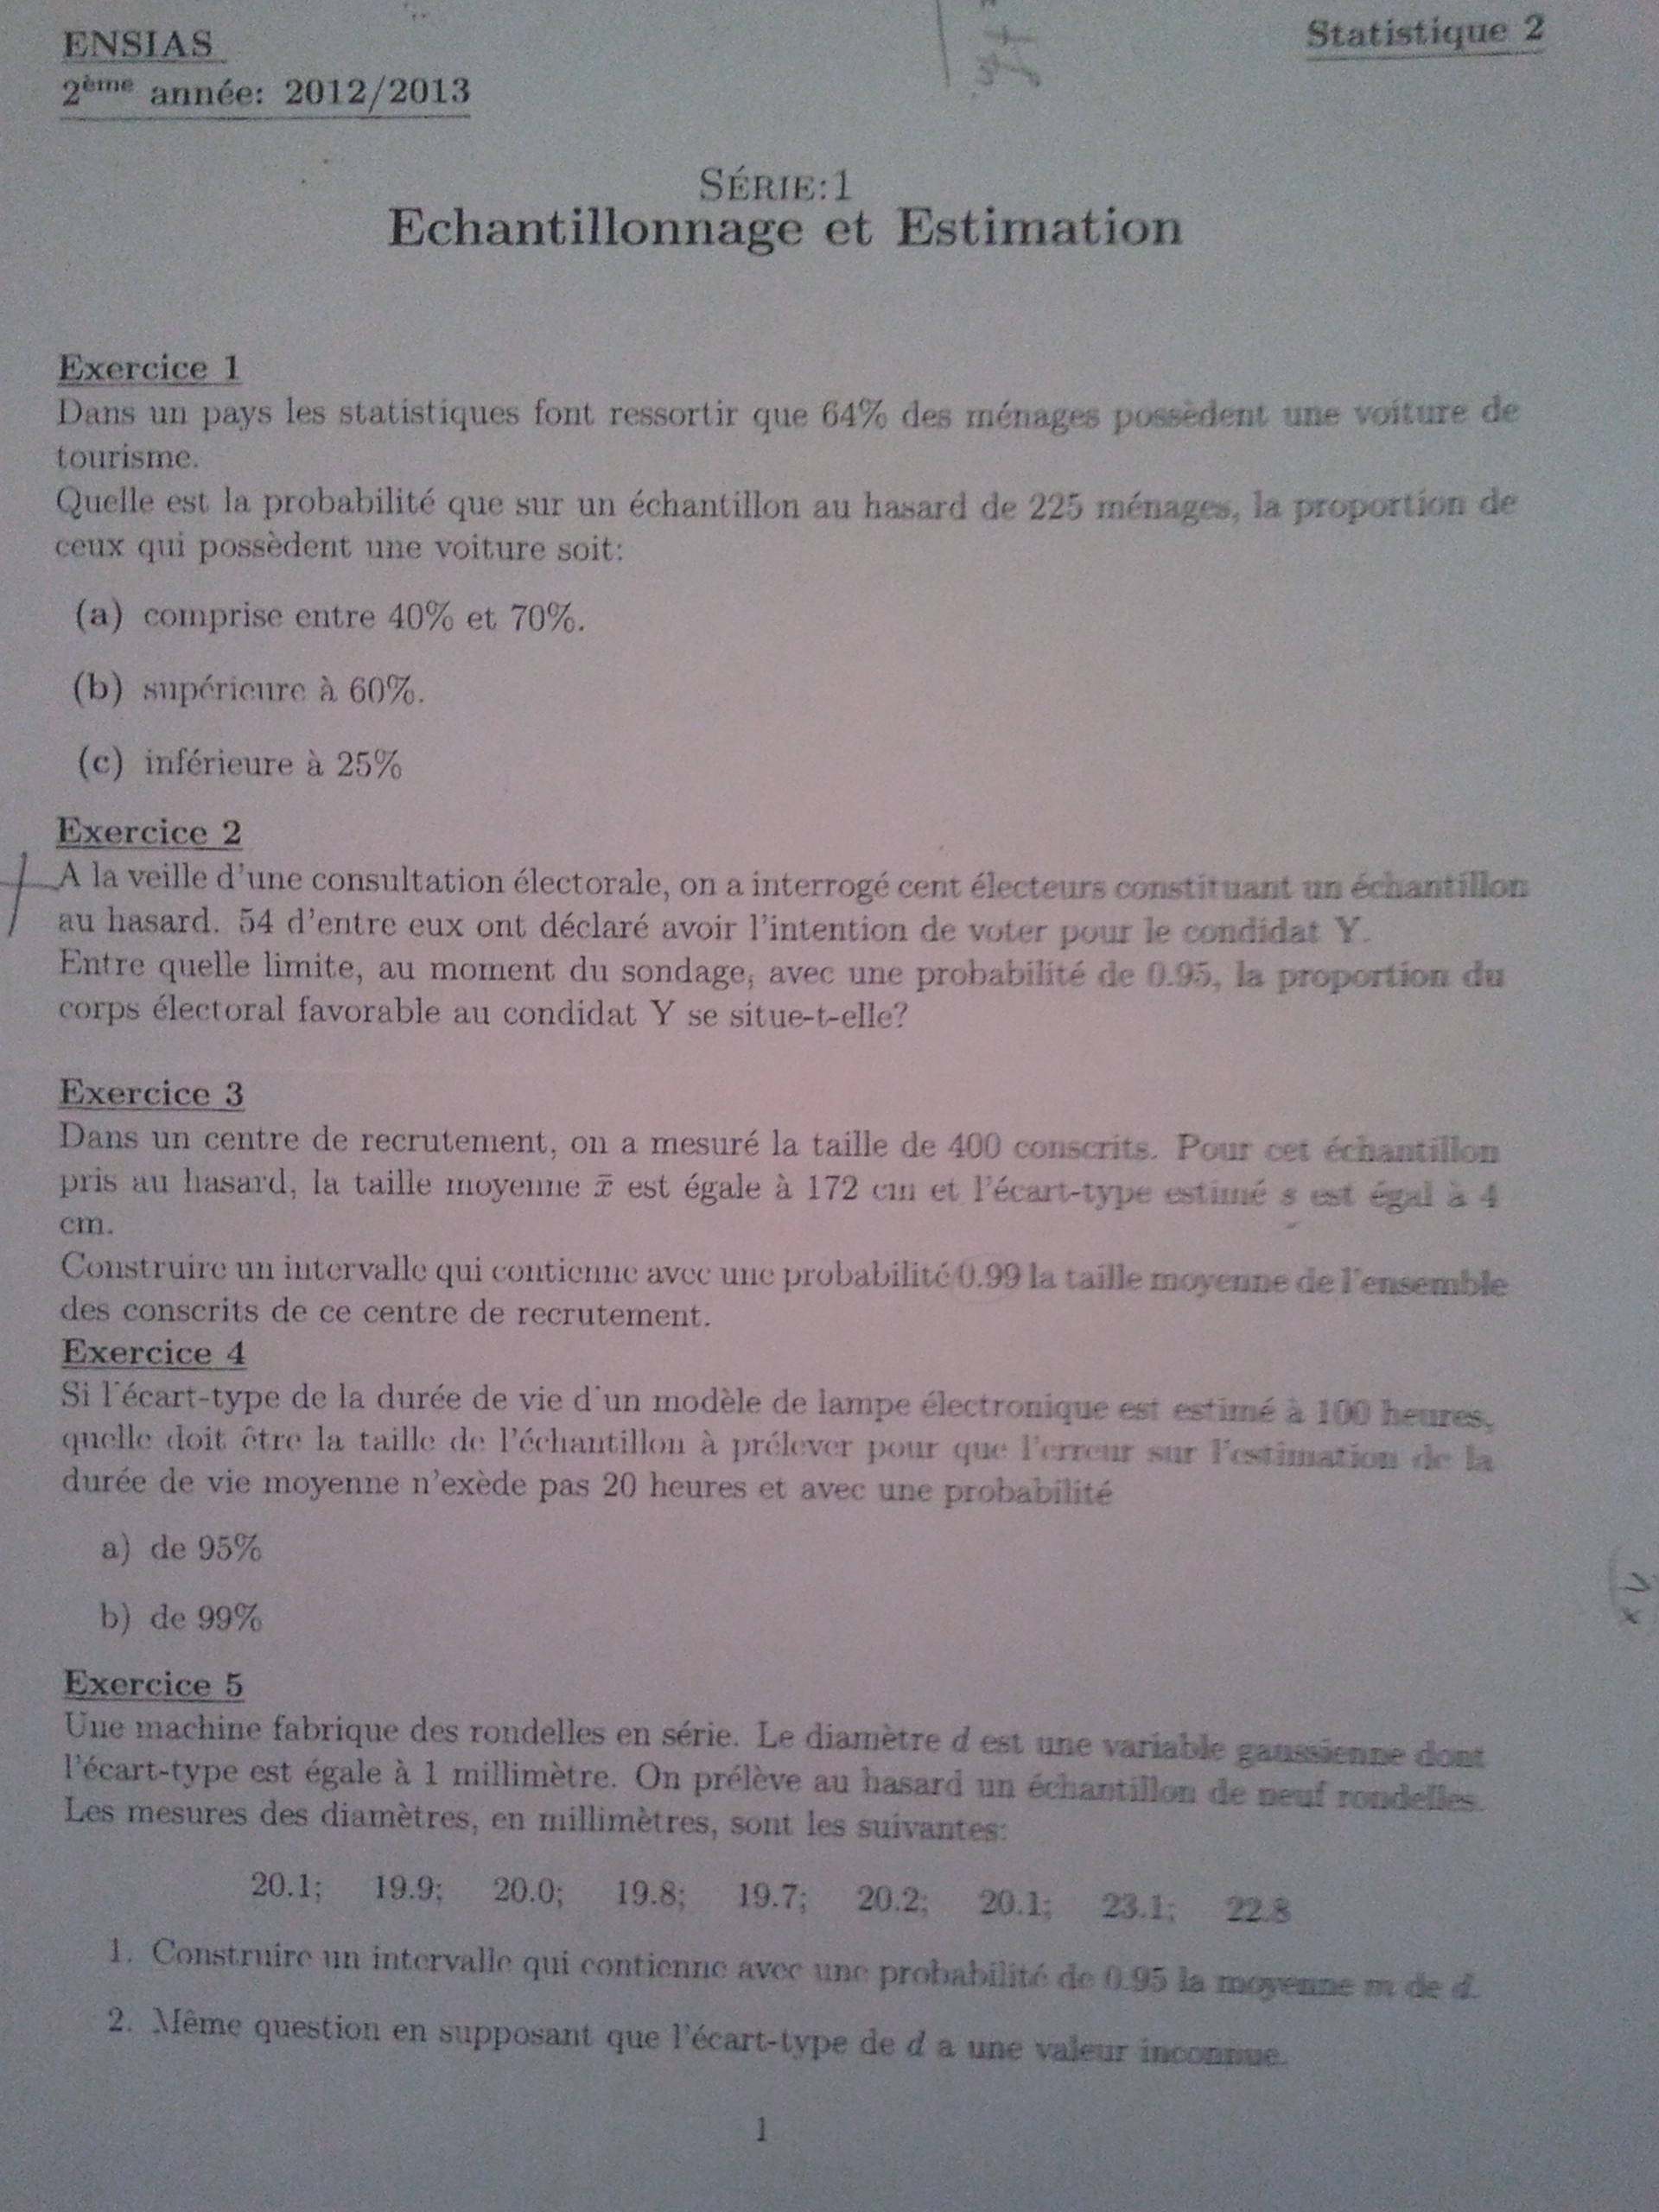 ENSIAS
Statistique 2
2ème année: 2012/2013
SÉRIE:1
Echantillonnage et Estimation
Exercice 1
Dans un pays les statistiques font ressortir que 64% des ménages possèdent une voiture de
tourisme.
Quelle est la probabilité que sur un échantillon au hasard de 225 ménages, la proportion de
ceux qui possèdent une voiture soit:
(a) comprise entre 40% et 70%.
(b) supérieure à 60%.
(c) inférieure à 25%
Exercice 2
A la veille d'une consultation électorale, on a interrogé cent électeurs constituant un échantillon
au hasard. 54 d'entre eux ont déclaré avoir l'intention de voter pour le condidat Y.
Entre quelle limite, au moment du sondage, avec une probabilité de 0.95, la proportion du
corps électoral favorable au condidat Y se situe-t-elle?
Exercice 3
Dans un centre de recrutement, on a mesuré la taille de 400 conscrits. Pour cet échantillon
pris au hasard, la taille moyenne x̄ est égale à 172 cm et l'écart-type estimé s est égal à 4
cm.
Construire un intervalle qui contienne avec une probabilité 0.99 la taille moyenne de l'ensemble
des conscrits de ce centre de recrutement.
Exercice 4
Si l'écart-type de la durée de vie d'un modèle de lampe électronique est estimé à 100 heures,
quelle doit être la taille de l'échantillon à prélever pour que l'erreur sur l'estimation de la
durée de vie moyenne n'exède pas 20 heures et avec une probabilité
a) de 95%
b) de 99%
Exercice 5
Une machine fabrique des rondelles en série. Le diamètre d est une variable gaussienne dont
l'écart-type est égale à 1 millimètre. On prélève au hasard un échantillon de neuf rondelles.
Les mesures des diamètres, en millimètres, sont les suivantes:
20.1; 19.9; 20.0; 19.8; 19.7; 20.2; 20.1; 23.1; 22.8
1. Construire un intervalle qui contienne avec une probabilité de 0.95 la moyenne m de d.
2. Même question en supposant que l'écart-type de d a une valeur inconnue.
1